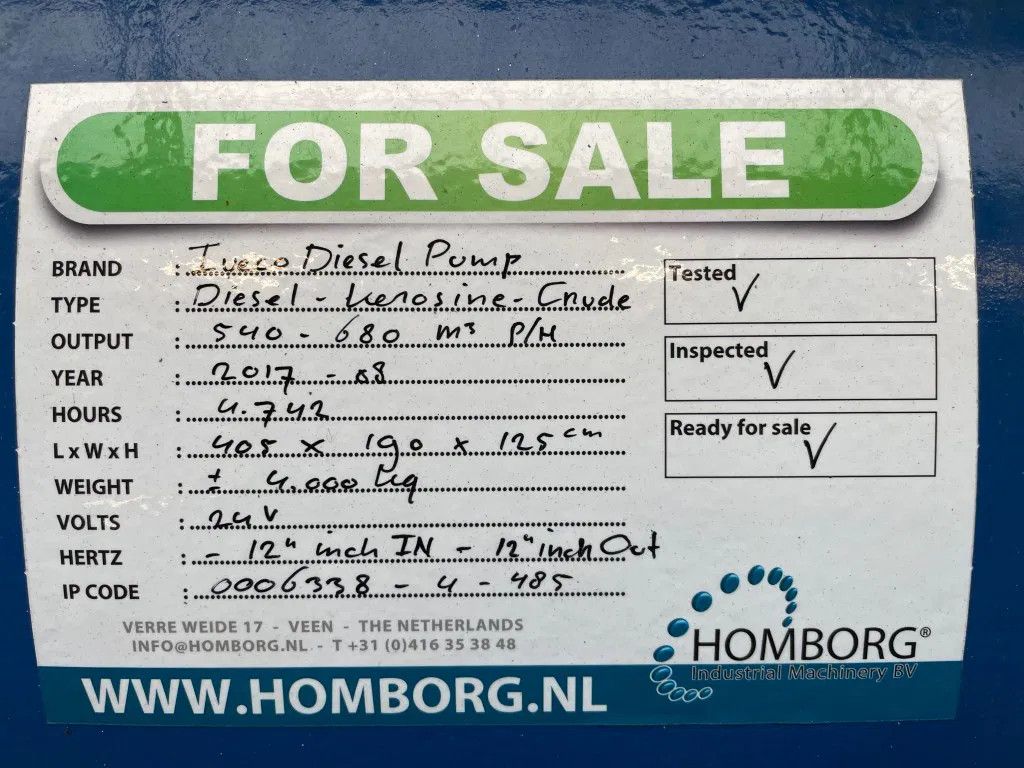 FOR SALE
BRAND : Iveco Diesel Pump
TYPE : Diesel - kerosine - Crude
OUTPUT : 540 - 680 m³ P/H
YEAR : 2017 - 08
HOURS : 4.742
L x W x H : 405 x 190 x 125 cm
WEIGHT : ± 4.000 kg
VOLTS : 24 V
HERTZ : - 12" inch IN - 12" inch Out
IP CODE : 0006338 - 4 - 485
Tested ✓
Inspected ✓
Ready for sale ✓
VERRE WEIDE 17 - VEEN - THE NETHERLANDS
INFO@HOMBORG.NL - T +31 (0)416 35 38 48
HOMBORG®
Industrial Machinery BV
WWW.HOMBORG.NL